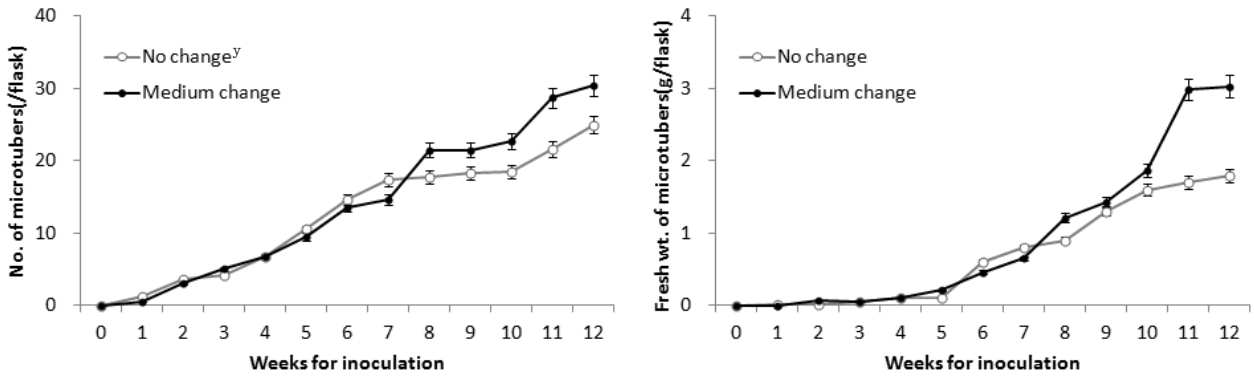 40
30
20
10
0
No. of microtubers(/flask)
No changeʸ
Medium change
0 1 2 3 4 5 6 7 8 9 10 11 12
Weeks for inoculation
4
3
2
1
0
Fresh wt. of microtubers(g/flask)
No change
Medium change
0 1 2 3 4 5 6 7 8 9 10 11 12
Weeks for inoculation